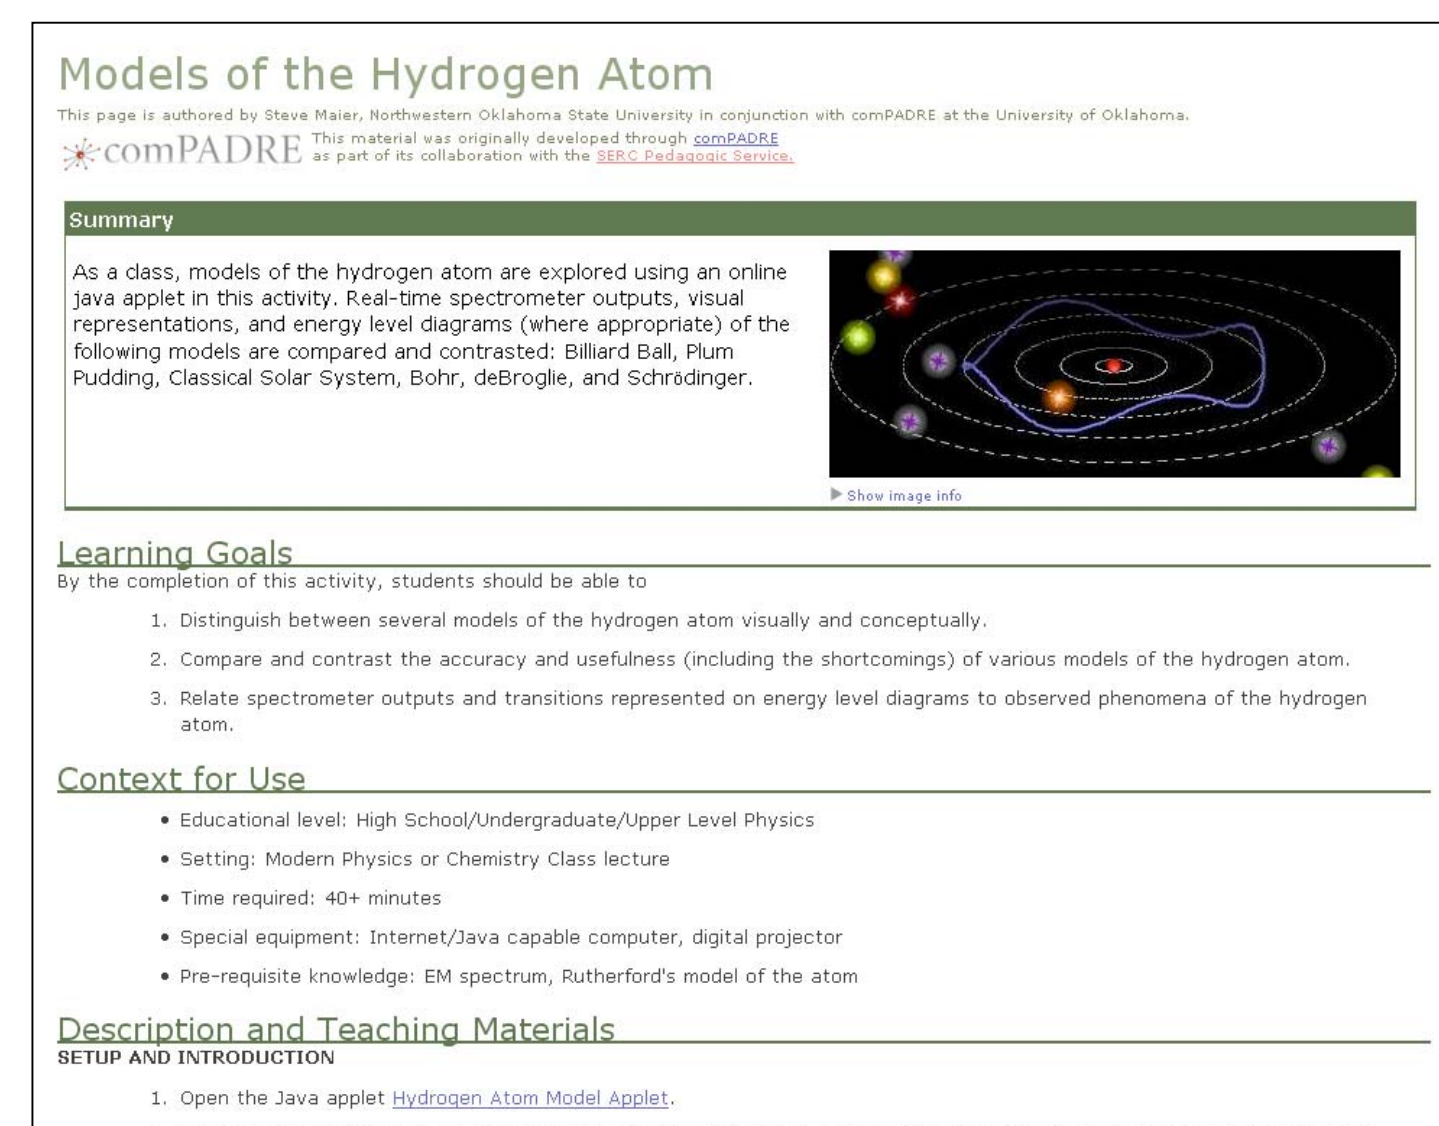 Models of the Hydrogen Atom
This page is authored by Steve Maier, Northwestern Oklahoma State University in conjunction with comPADRE at the University of Oklahoma.
comPADRE
This material was originally developed through comPADRE
as part of its collaboration with the SERC Pedagogic Service.
Summary
As a class, models of the hydrogen atom are explored using an online
java applet in this activity. Real-time spectrometer outputs, visual
representations, and energy level diagrams (where appropriate) of the
following models are compared and contrasted: Billiard Ball, Plum
Pudding, Classical Solar System, Bohr, deBroglie, and Schrödinger.
Show image info
Learning Goals
By the completion of this activity, students should be able to
1. Distinguish between several models of the hydrogen atom visually and conceptually.
2. Compare and contrast the accuracy and usefulness (including the shortcomings) of various models of the hydrogen atom.
3. Relate spectrometer outputs and transitions represented on energy level diagrams to observed phenomena of the hydrogen
atom.
Context for Use
• Educational level: High School/Undergraduate/Upper Level Physics
• Setting: Modern Physics or Chemistry Class lecture
• Time required: 40+ minutes
• Special equipment: Internet/Java capable computer, digital projector
• Pre-requisite knowledge: EM spectrum, Rutherford's model of the atom
Description and Teaching Materials
SETUP AND INTRODUCTION
1. Open the Java applet Hydrogen Atom Model Applet.